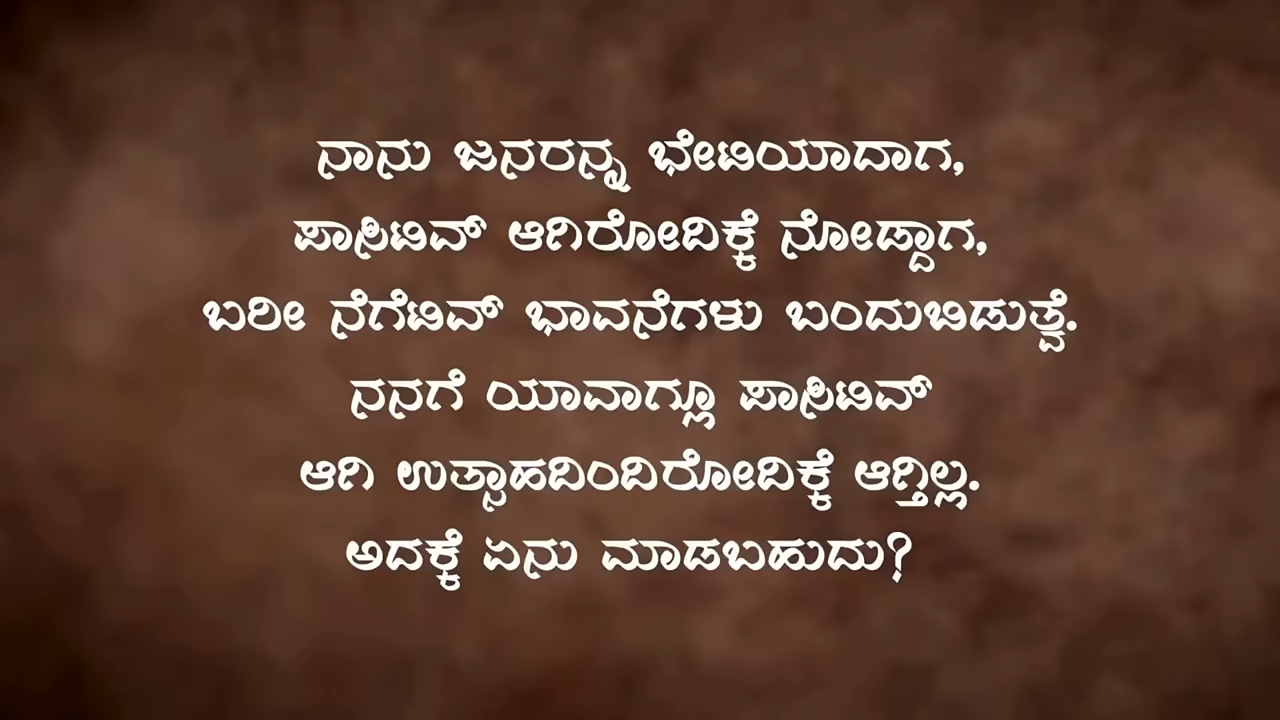 ನಾನು ಜನರನ್ನ ಭೇಟಿಯಾದಾಗ,
ಪಾಸಿಟಿವ್ ಆಗಿರೋದಿಕ್ಕೆ ನೋಡ್ದಾಗ,
ಬರೀ ನೆಗೆಟಿವ್ ಭಾವನೆಗಳು ಬಂದುಬಿಡುತ್ವೆ.
ನನಗೆ ಯಾವಾಗ್ಲೂ ಪಾಸಿಟಿವ್
ಆಗಿ ಉತ್ಸಾಹದಿಂದಿರೋದಿಕ್ಕೆ ಆಗ್ತಿಲ್ಲ.
ಅದಕ್ಕೆ ಏನು ಮಾಡಬಹುದು?